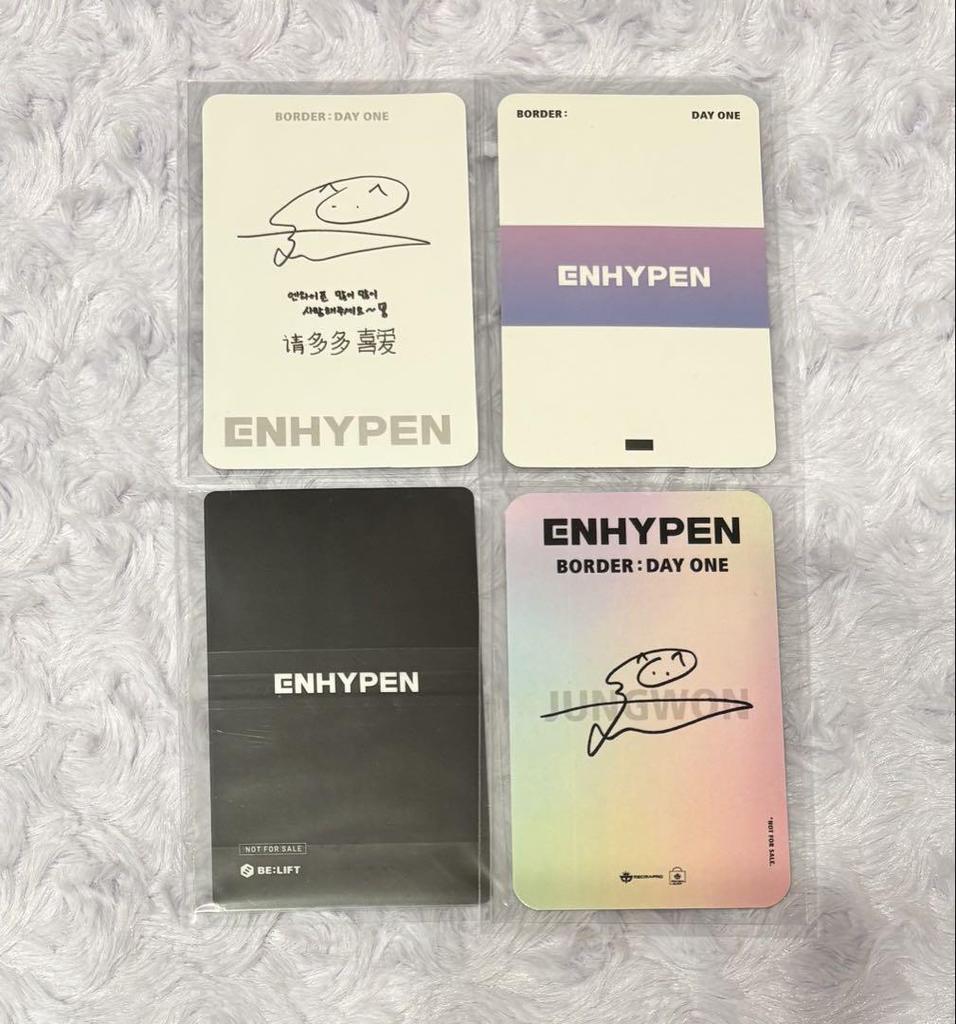 BORDER : DAY ONE
엔하이픈 많이 많이
사랑해주세요~
请多多喜爱
ENHYPEN
BORDER :
DAY ONE
ENHYPEN
ENHYPEN
NOT FOR SALE
BE:LIFT
ENHYPEN
BORDER : DAY ONE
JUNGWON
*NOT FOR SALE.